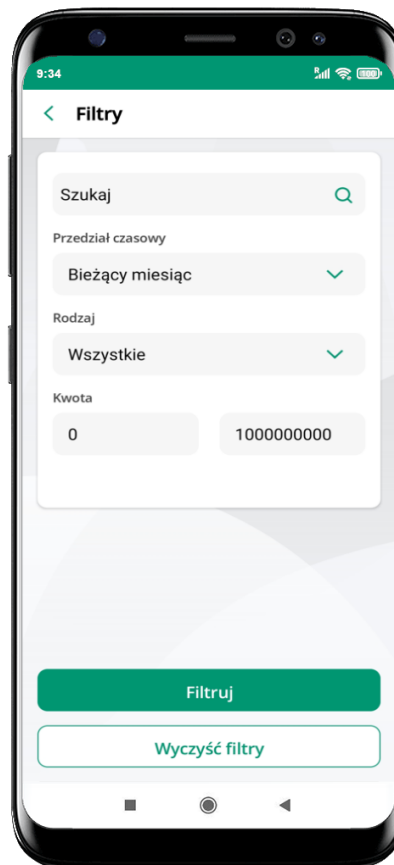 9:34
Filtry
Szukaj
Przedział czasowy
Bieżący miesiąc
Rodzaj
Wszystkie
Kwota
0 1000000000
Filtruj
Wyczyść filtry